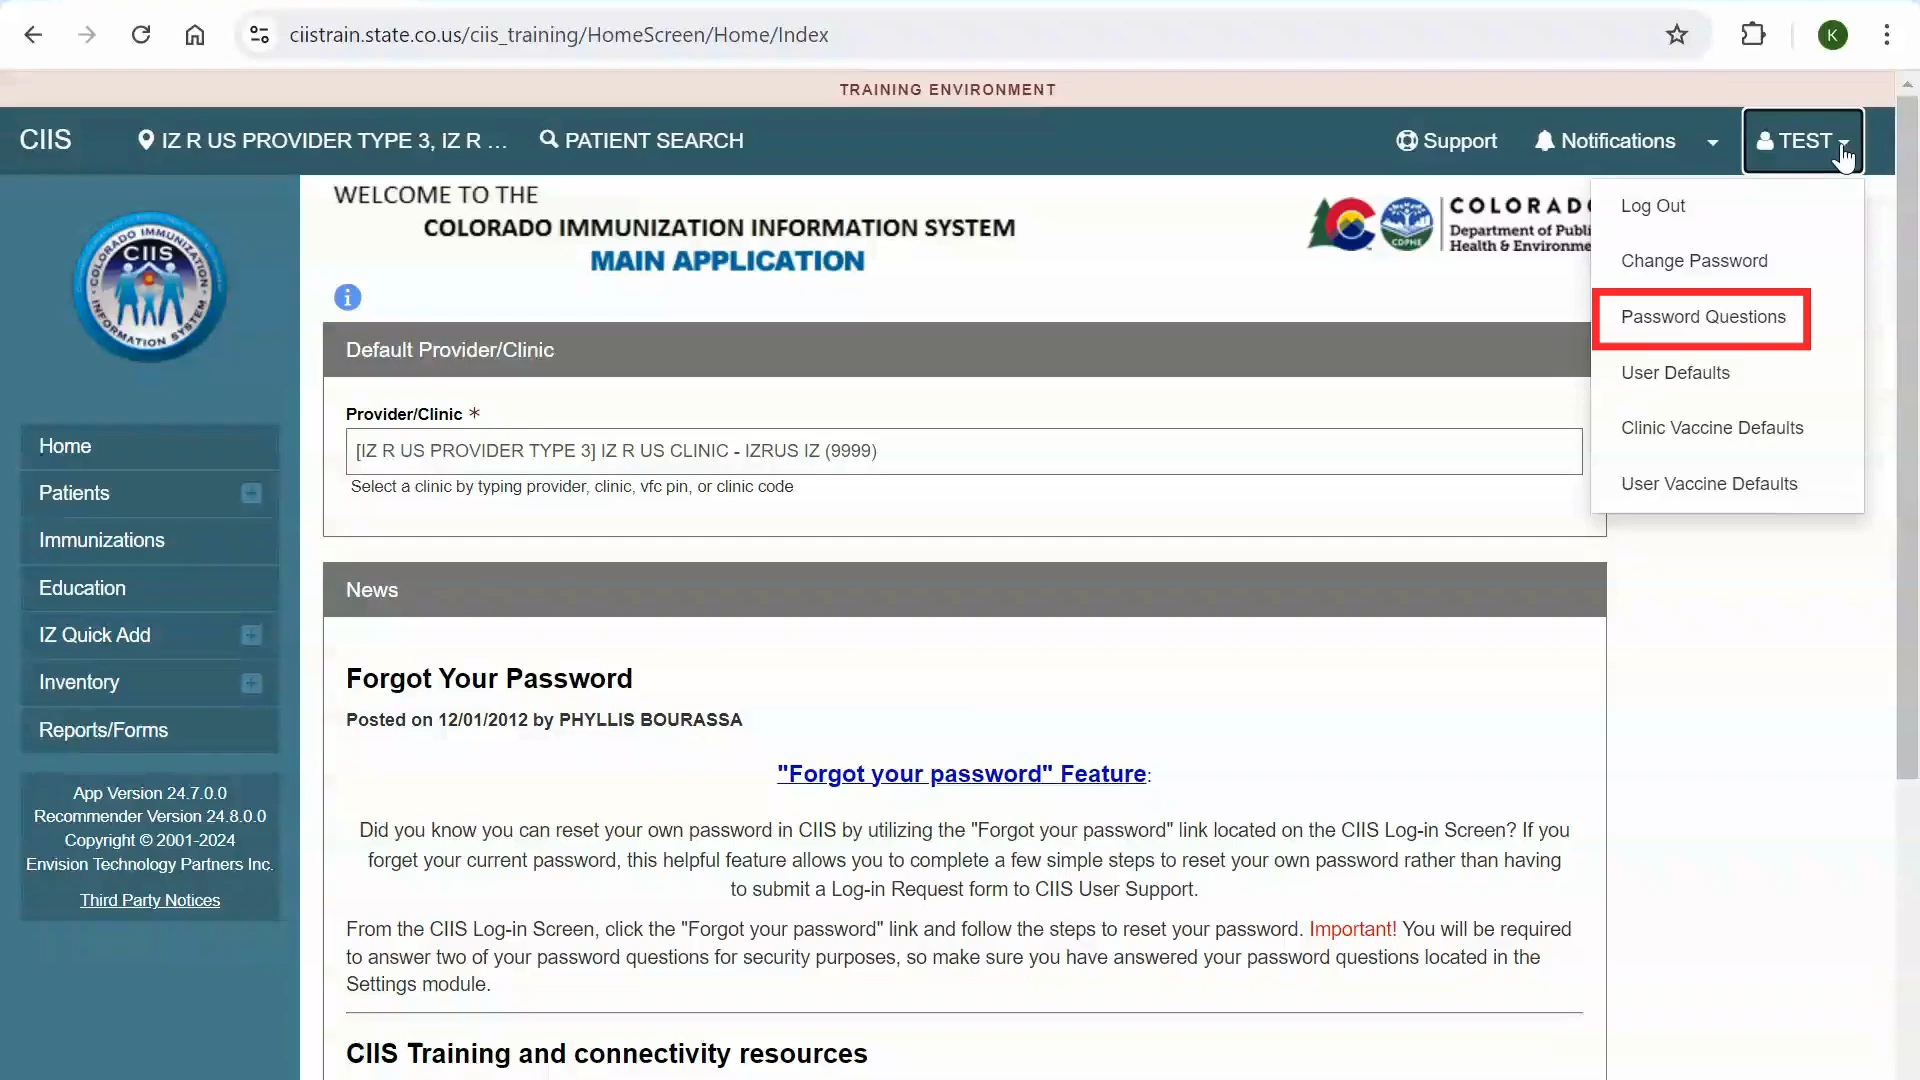 ciistrain.state.co.us/ciis_training/HomeScreen/Home/Index
K
TRAINING ENVIRONMENT
CIIS
IZ R US PROVIDER TYPE 3, IZ R ...
PATIENT SEARCH
Support
Notifications
TEST
Log Out
Change Password
Password Questions
User Defaults
Clinic Vaccine Defaults
User Vaccine Defaults
COLORADO IMMUNIZATION INFORMATION SYSTEM
CIIS
Home
Patients
Immunizations
Education
IZ Quick Add
Inventory
Reports/Forms
App Version 24.7.0.0
Recommender Version 24.8.0.0
Copyright © 2001-2024
Envision Technology Partners Inc.
Third Party Notices
WELCOME TO THE
COLORADO IMMUNIZATION INFORMATION SYSTEM
MAIN APPLICATION
CDPHE
COLORAD
Department of Publi
Health & Environme
Default Provider/Clinic
Provider/Clinic *
[IZ R US PROVIDER TYPE 3] IZ R US CLINIC - IZRUS IZ (9999)
Select a clinic by typing provider, clinic, vfc pin, or clinic code
News
Forgot Your Password
Posted on 12/01/2012 by PHYLLIS BOURASSA
"Forgot your password" Feature:
Did you know you can reset your own password in CIIS by utilizing the "Forgot your password" link located on the CIIS Log-in Screen? If you
forget your current password, this helpful feature allows you to complete a few simple steps to reset your own password rather than having
to submit a Log-in Request form to CIIS User Support.
From the CIIS Log-in Screen, click the "Forgot your password" link and follow the steps to reset your password. Important! You will be required
to answer two of your password questions for security purposes, so make sure you have answered your password questions located in the
Settings module.
CIIS Training and connectivity resources